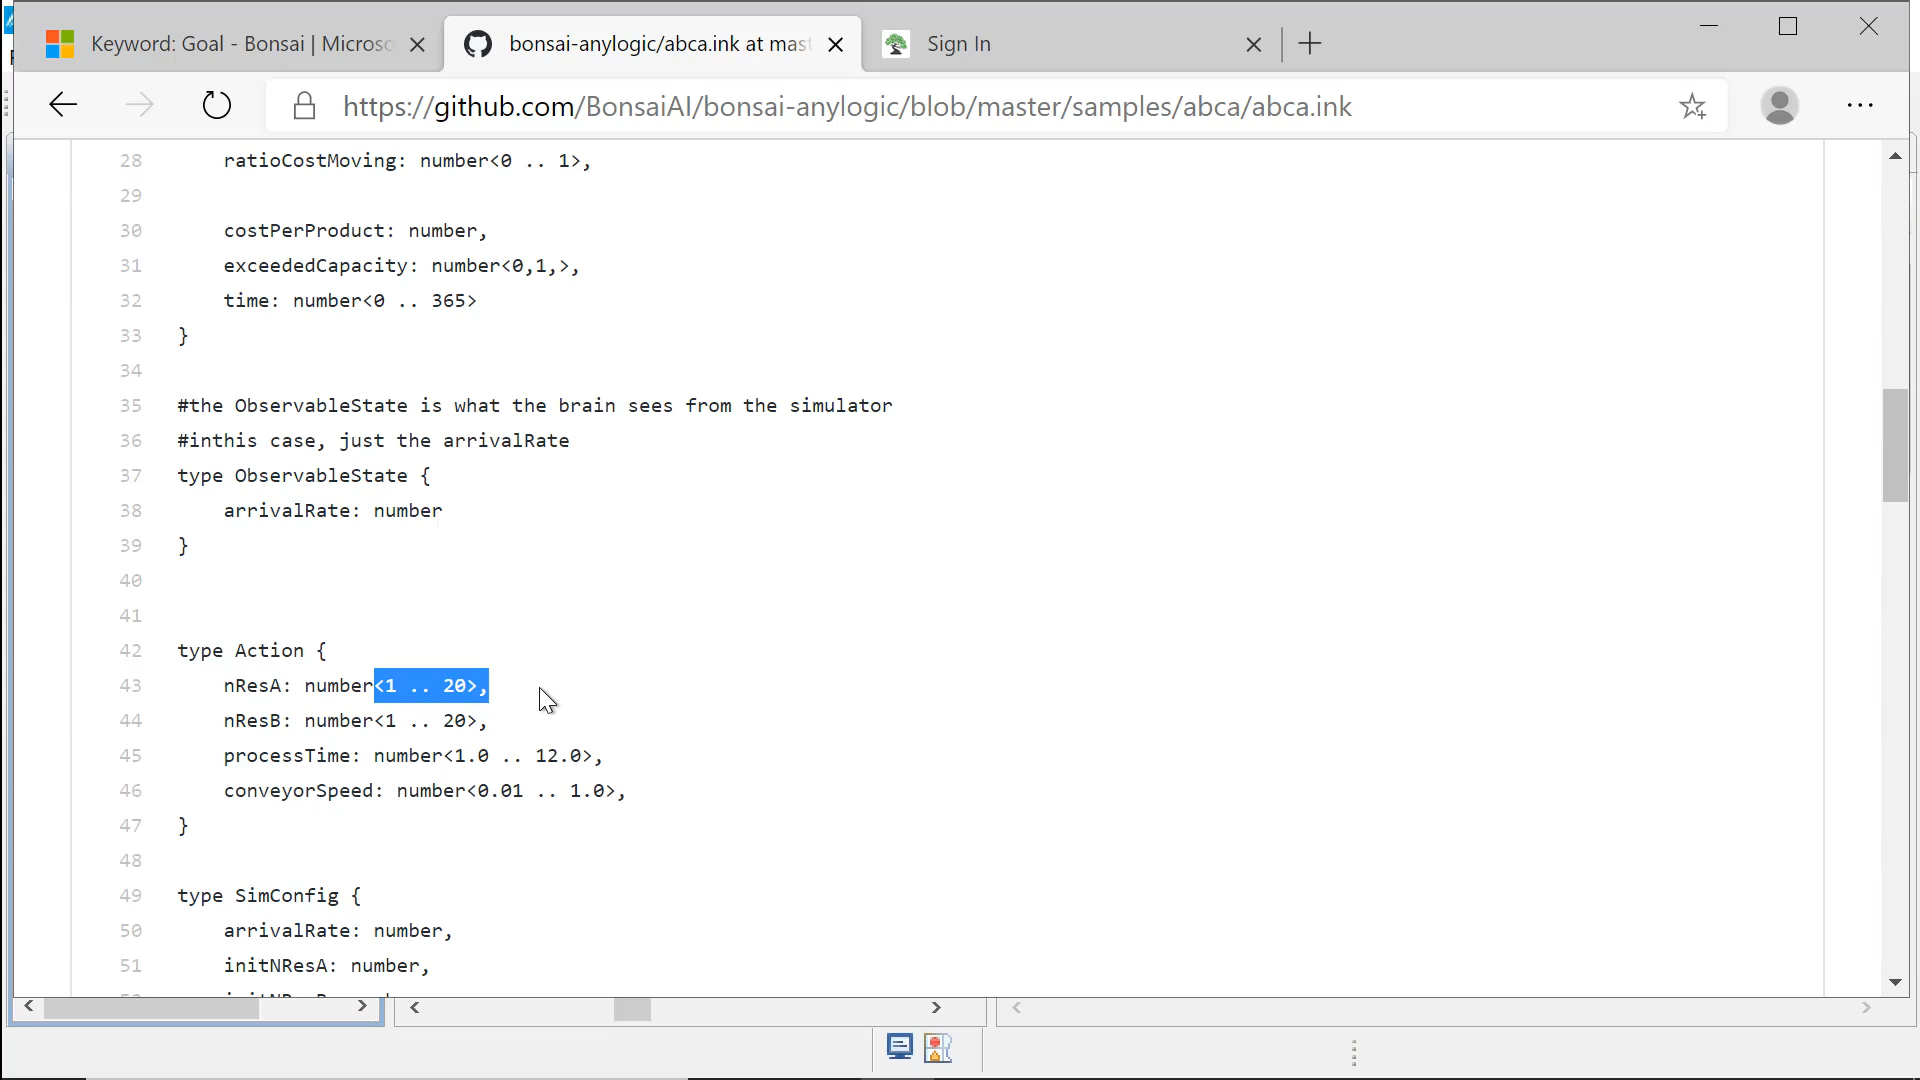 Keyword: Goal - Bonsai | Microso
bonsai-anylogic/abca.ink at mast
Sign In
https://github.com/BonsaiAI/bonsai-anylogic/blob/master/samples/abca/abca.ink
28 ratioCostMoving: number<0 .. 1>,
29
30 costPerProduct: number,
31 exceededCapacity: number<0,1,>,
32 time: number<0 .. 365>
33 }
34
35 #the ObservableState is what the brain sees from the simulator
36 #inthis case, just the arrivalRate
37 type ObservableState {
38 arrivalRate: number
39 }
40
41
42 type Action {
43 nResA: number<1 .. 20>,
44 nResB: number<1 .. 20>,
45 processTime: number<1.0 .. 12.0>,
46 conveyorSpeed: number<0.01 .. 1.0>,
47 }
48
49 type SimConfig {
50 arrivalRate: number,
51 initNResA: number,